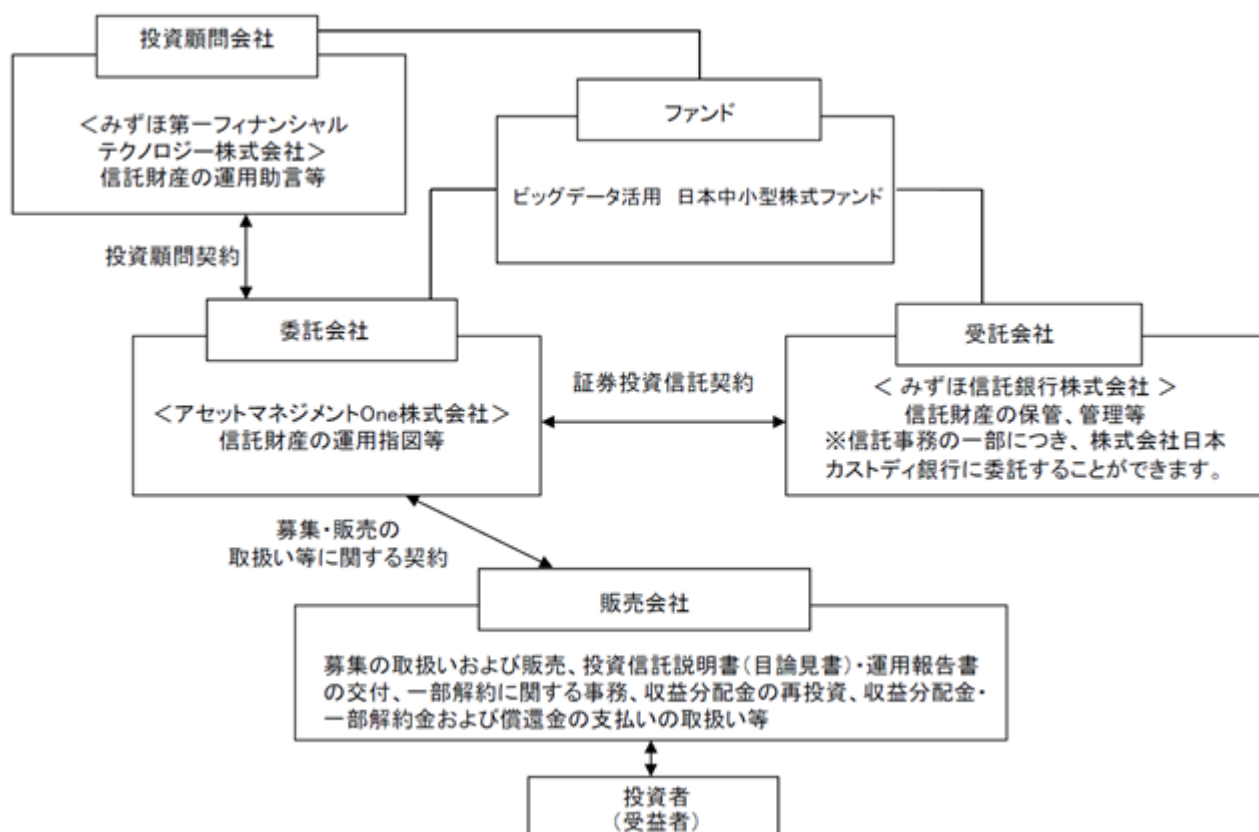 投資顧問会社
<みずほ第一フィナンシャル
テクノロジー株式会社>
信託財産の運用助言等
ファンド
ビッグデータ活用　日本中小型株式ファンド
投資顧問契約
委託会社
<アセットマネジメントOne株式会社>
信託財産の運用指図等
証券投資信託契約
受託会社
< みずほ信託銀行株式会社 >
信託財産の保管、管理等
※信託事務の一部につき、株式会社日本
カストディ銀行に委託することができます。
募集・販売の
取扱い等に関する契約
販売会社
募集の取扱いおよび販売、投資信託説明書(目論見書)・運用報告書
の交付、一部解約に関する事務、収益分配金の再投資、収益分配金・
一部解約金および償還金の支払いの取扱い等
投資者
(受益者)